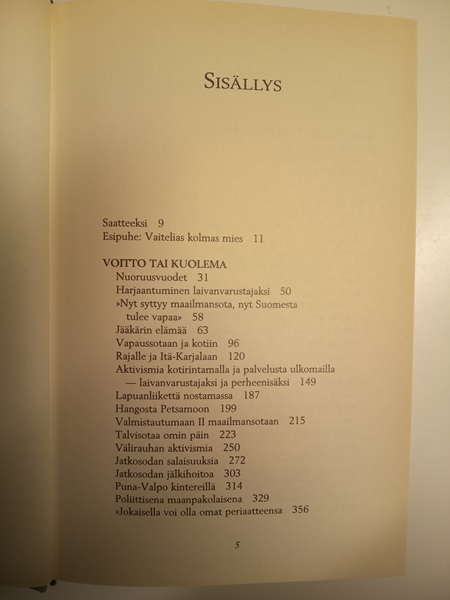 SISÄLLYS
Saatteeksi 9
Esipuhe: Vaitelias kolmas mies 11
VOITTO TAI KUOLEMA
Nuoruusvuodet 31
Harjaantuminen laivanvarustajaksi 50
»Nyt syttyy maailmansota, nyt Suomesta
tulee vapaa» 58
Jääkärin elämää 63
Vapaussotaan ja kotiin 96
Rajalle ja Itä-Karjalaan 120
Aktivismia kotirintamalla ja palvelusta ulkomailla
— laivanvarustajaksi ja perheenisäksi 149
Lapuanliikettä nostamassa 187
Hangosta Petsamoon 199
Valmistautumaan II maailmansotaan 215
Talvisotaa omin päin 223
Välirauhan aktivismia 250
Jatkosodan salaisuuksia 272
Jatkosodan jälkihoitoa 303
Puna-Valpo kintereillä 314
Poliittisena maanpakolaisena 329
»Jokaisella voi olla omat periaatteensa 356
5